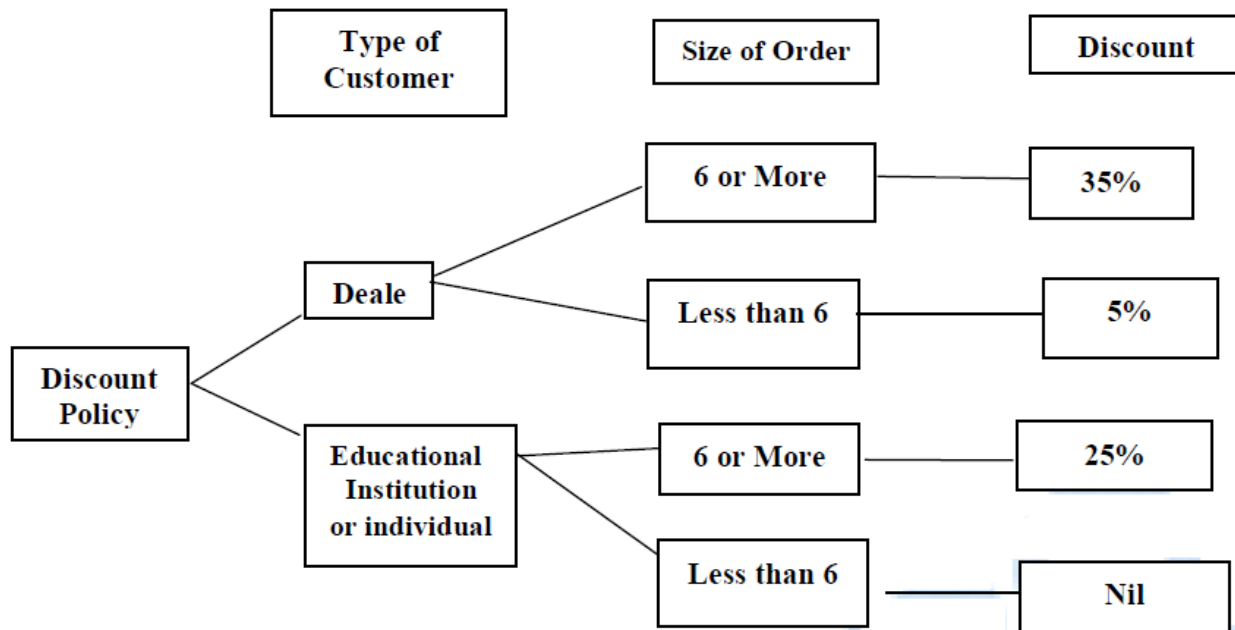 Type of
Customer
Size of Order
Discount
6 or More
35%
Deale
Less than 6
5%
Discount
Policy
Educational
Institution
or individual
6 or More
25%
Less than 6
Nil